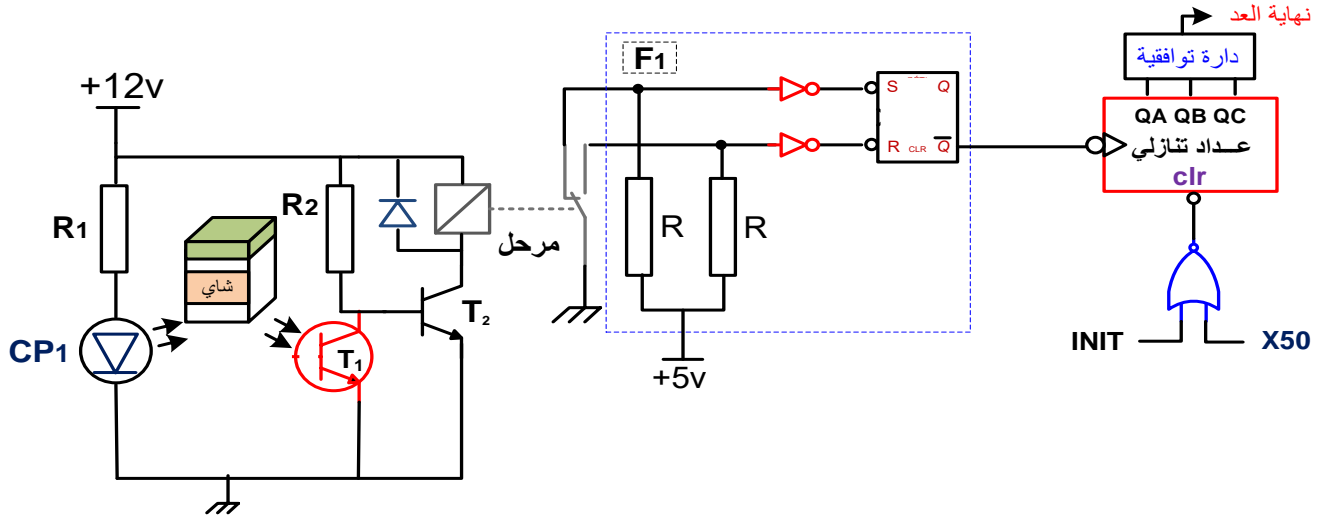 نهاية العد
دارة توافقية
F1
+12v
S Q
R CLR Q
QA QB QC
عـــداد تنازلي
clr
R1
R2
شاي
مرحل
R R
T2
CP1
T1
+5v
INIT
X50